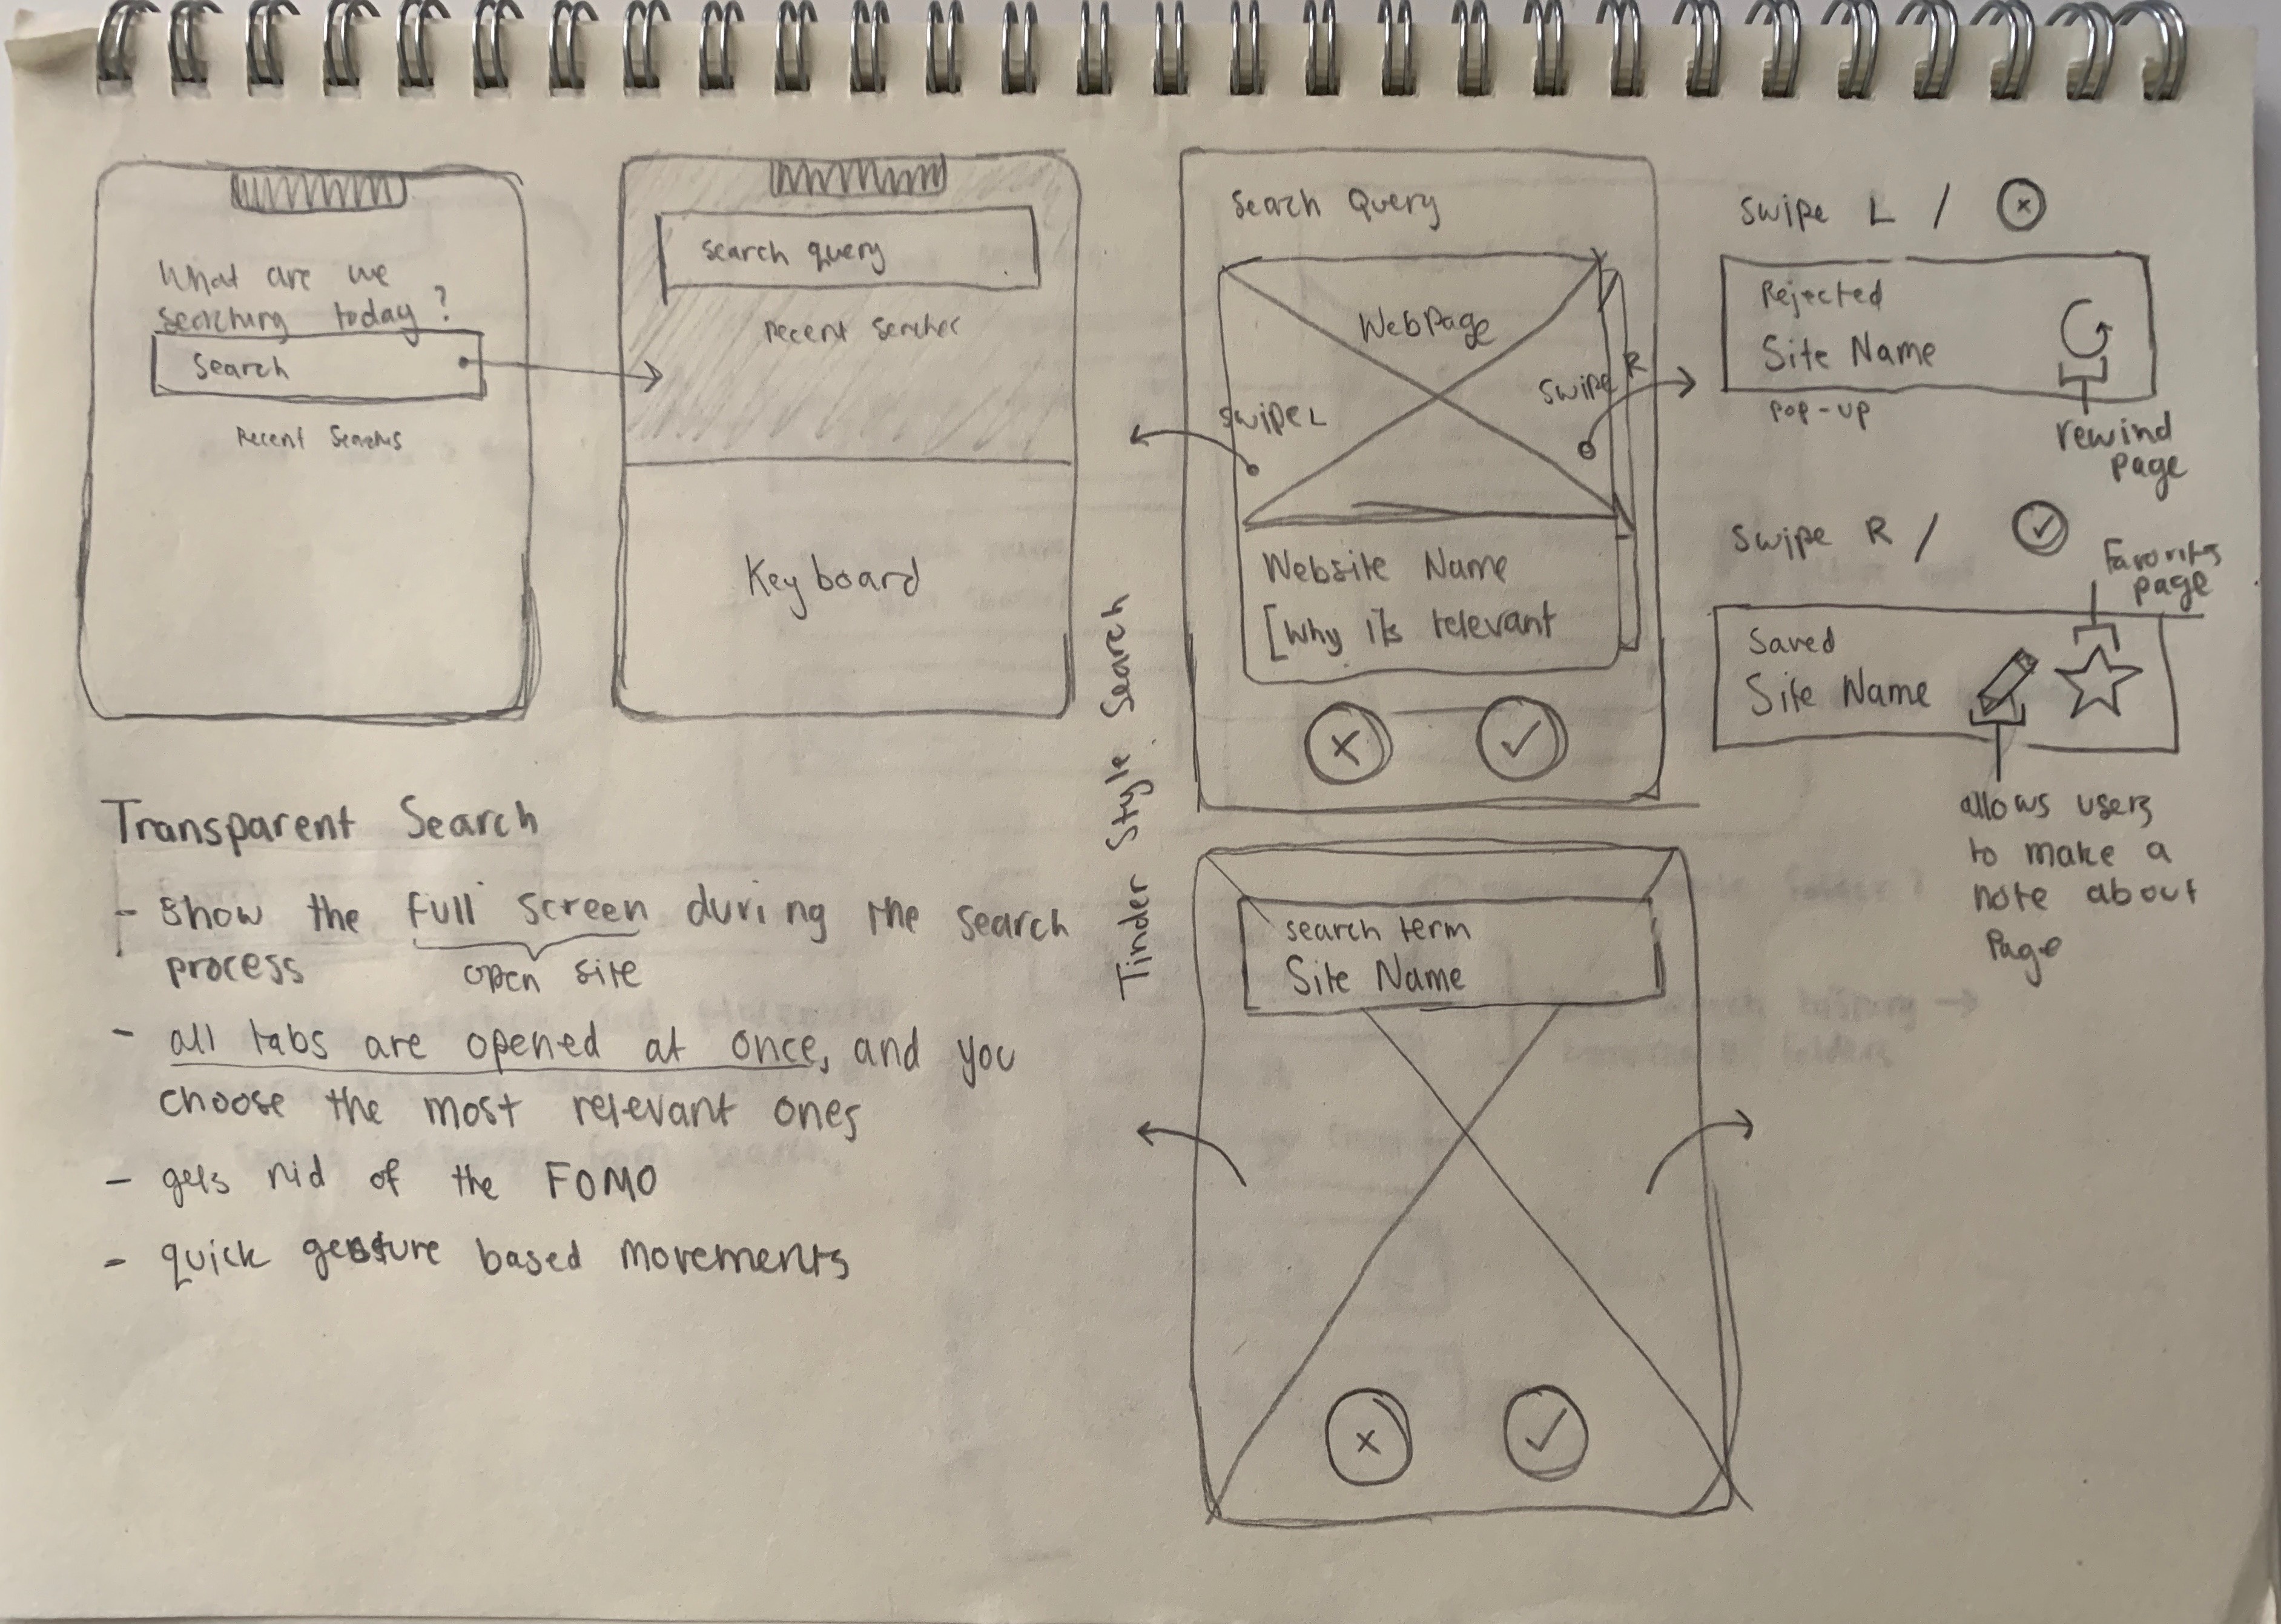 What are we
searching today?
Search
Recent Searches
search query
recent searches
Keyboard
Tinder Style Search
Search Query
WebPage
swipe L
swipe R
Website Name
[why it's relevant
x
✓
swipe L / x
Rejected
Site Name
pop-up
rewind
page
swipe R / ✓
Favorites
page
Saved
Site Name
allows users
to make a
note about
page
search term
Site Name
x
✓
Transparent Search
- show the full screen during the search
process
open site
- all tabs are opened at once, and you
choose the most relevant ones
- gets rid of the FOMO
- quick gesture based movements